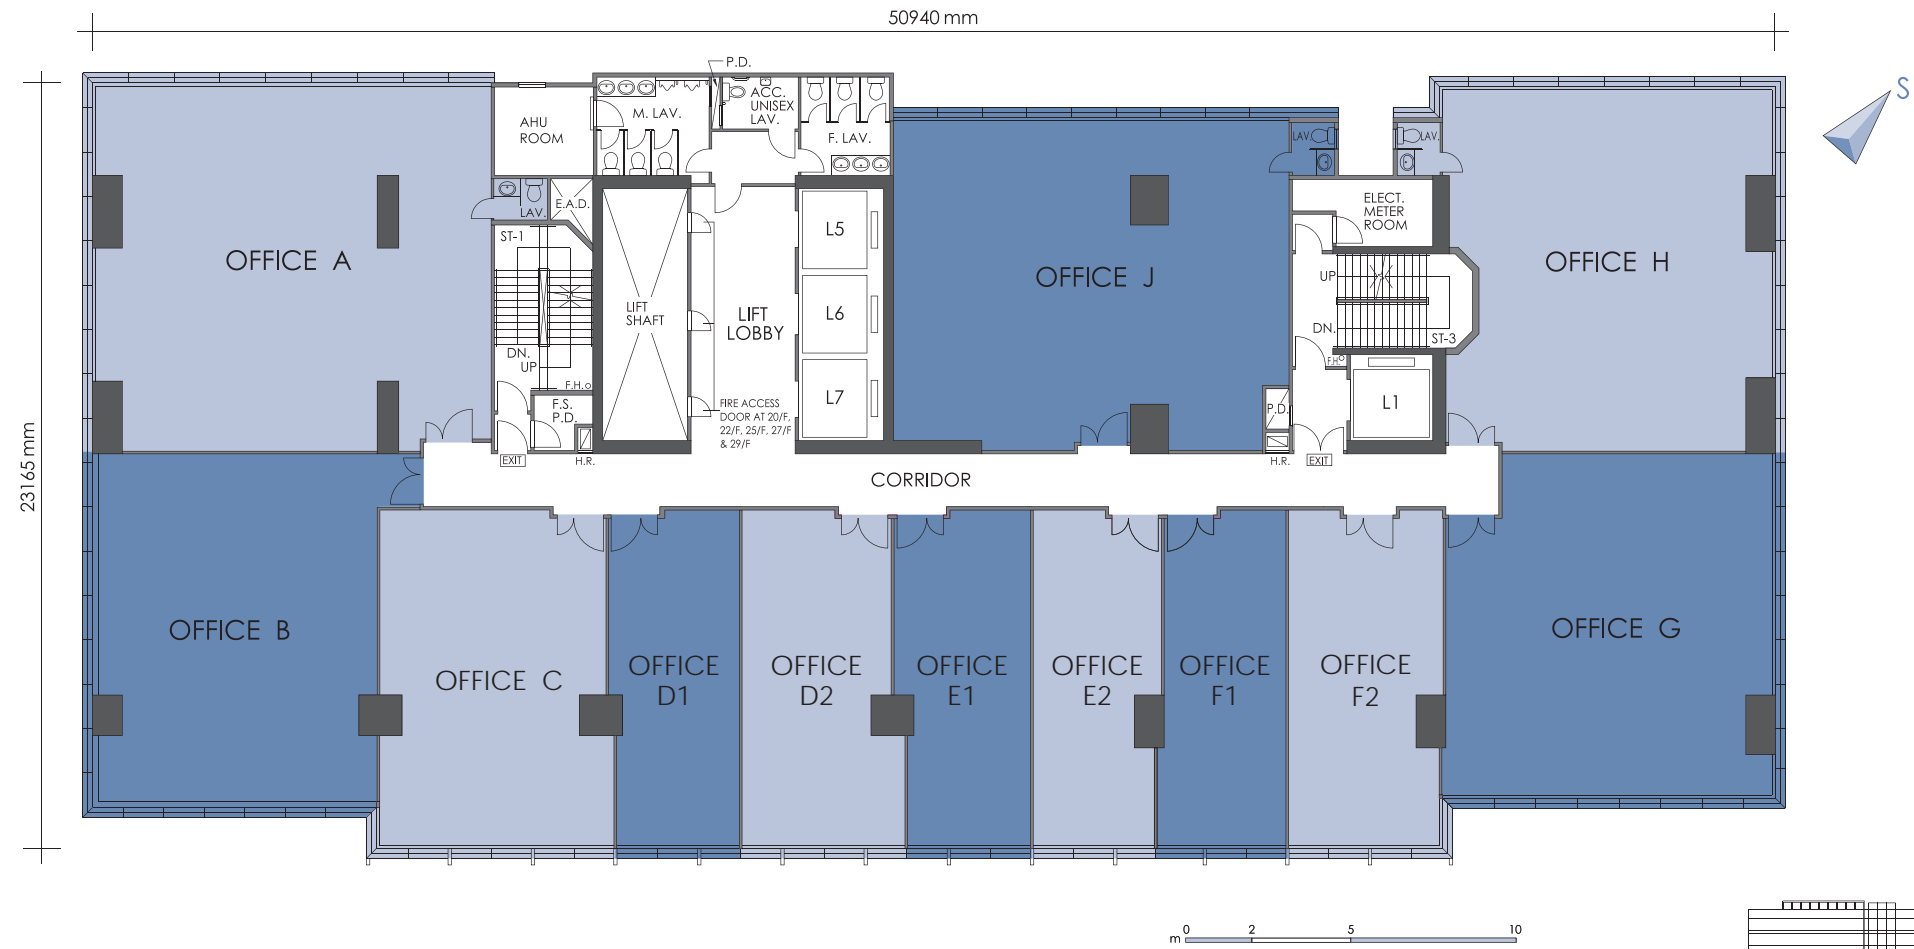 50940 mm
23165 mm
S
P.D.
M. LAV.
ACC.
UNISEX
LAV.
F. LAV.
AHU
ROOM
LAV.
E.A.D.
ST-1
DN.
UP
F.H.
F.S.
P.D.
H.R.
EXIT
LIFT
SHAFT
LIFT
LOBBY
FIRE ACCESS
DOOR AT 20/F,
22/F, 25/F, 27/F
& 29/F
L5
L6
L7
LAV.
LAV.
ELECT.
METER
ROOM
UP
DN.
ST-3
F.H.
L1
P.D.
H.R.
EXIT
OFFICE A
OFFICE J
OFFICE H
CORRIDOR
OFFICE B
OFFICE C
OFFICE
D1
OFFICE
D2
OFFICE
E1
OFFICE
E2
OFFICE
F1
OFFICE
F2
OFFICE G
m 0 2 5 10